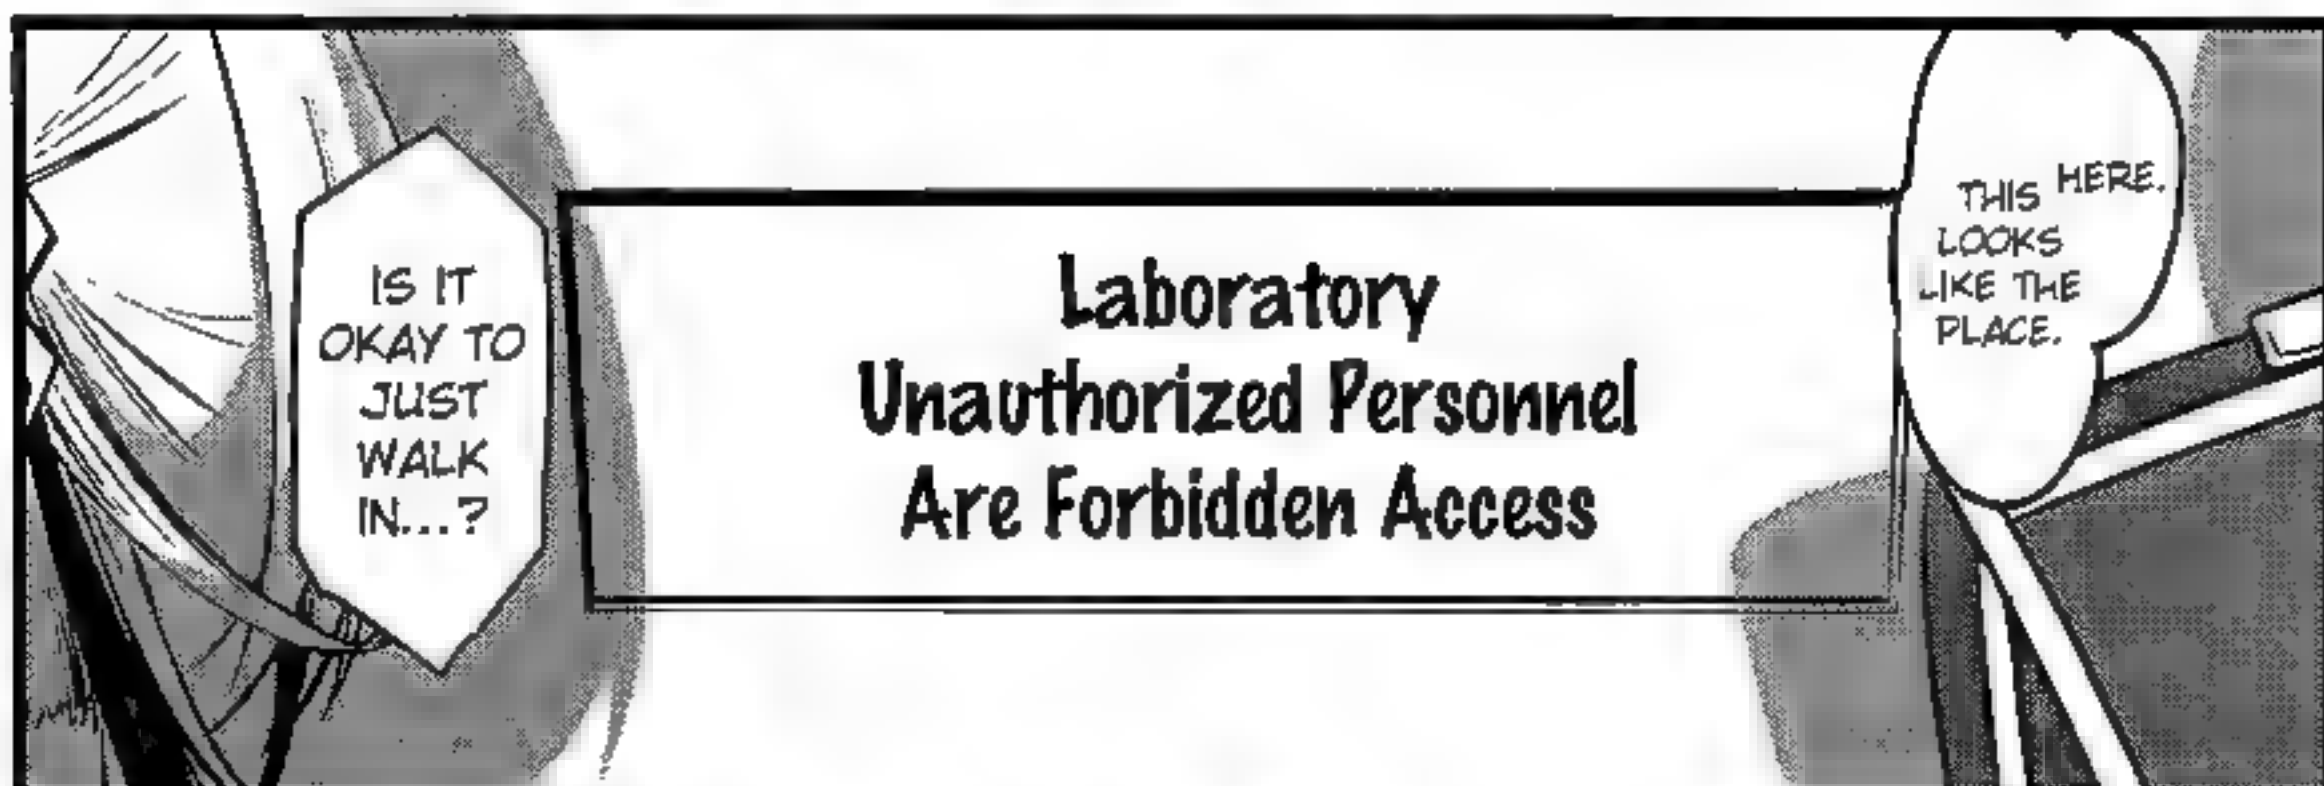 HERE.
THIS
LOOKS
LIKE THE
PLACE.
Laboratory
Unauthorized Personnel
Are Forbidden Access
IS IT
OKAY TO
JUST
WALK
IN...?